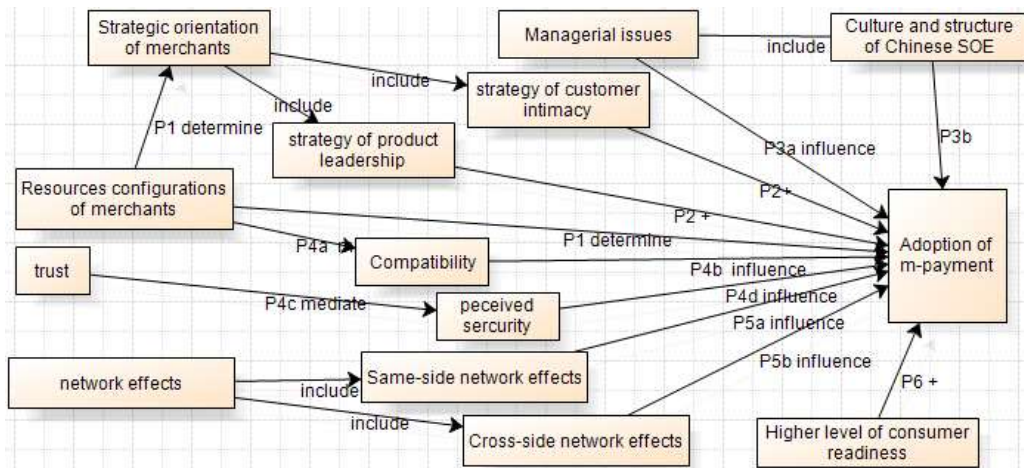 Strategic orientation
of merchants
Managerial issues
include
Culture and structure
of Chinese SOE
include
include
strategy of customer
intimacy
P1 determine
strategy of product
leadership
P3a influence
P3b
Resources configurations
of merchants
P2+
P2 +
P1 determine
Adoption of
m-payment
P4a
Compatibility
trust
P4b influence
P4c mediate
peceived
sercurity
P4d influence
P5a influence
network effects
Same-side network effects
P5b influence
include
include
P6 +
Cross-side network effects
Higher level of consumer
readiness